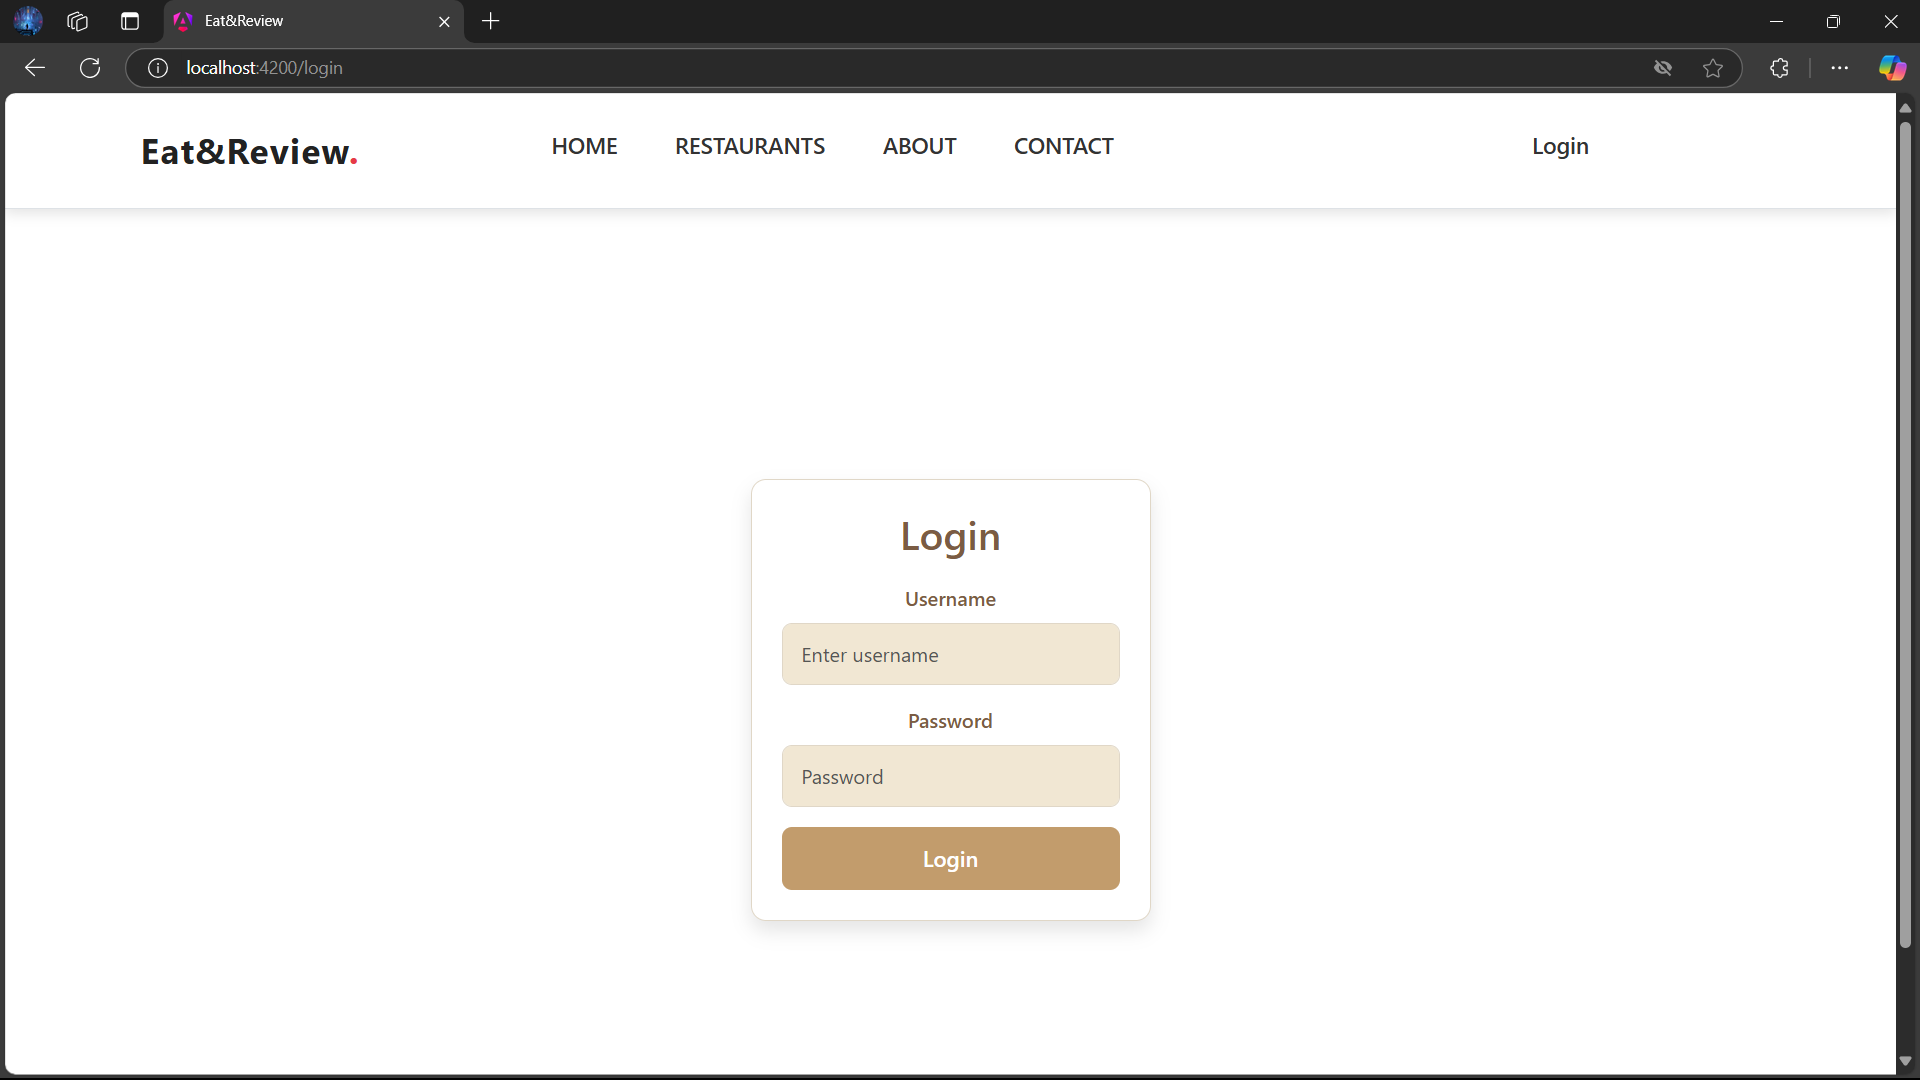 Eat&Review
localhost:4200/login
Eat&Review.
HOME
RESTAURANTS
ABOUT
CONTACT
Login
Login
Username
Enter username
Password
Password
Login